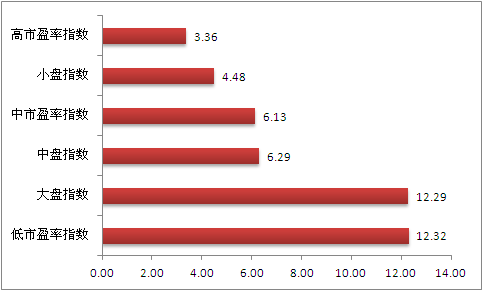 高市盈率指数 3.36
小盘指数 4.48
中市盈率指数 6.13
中盘指数 6.29
大盘指数 12.29
低市盈率指数 12.32
0.00 2.00 4.00 6.00 8.00 10.00 12.00 14.00